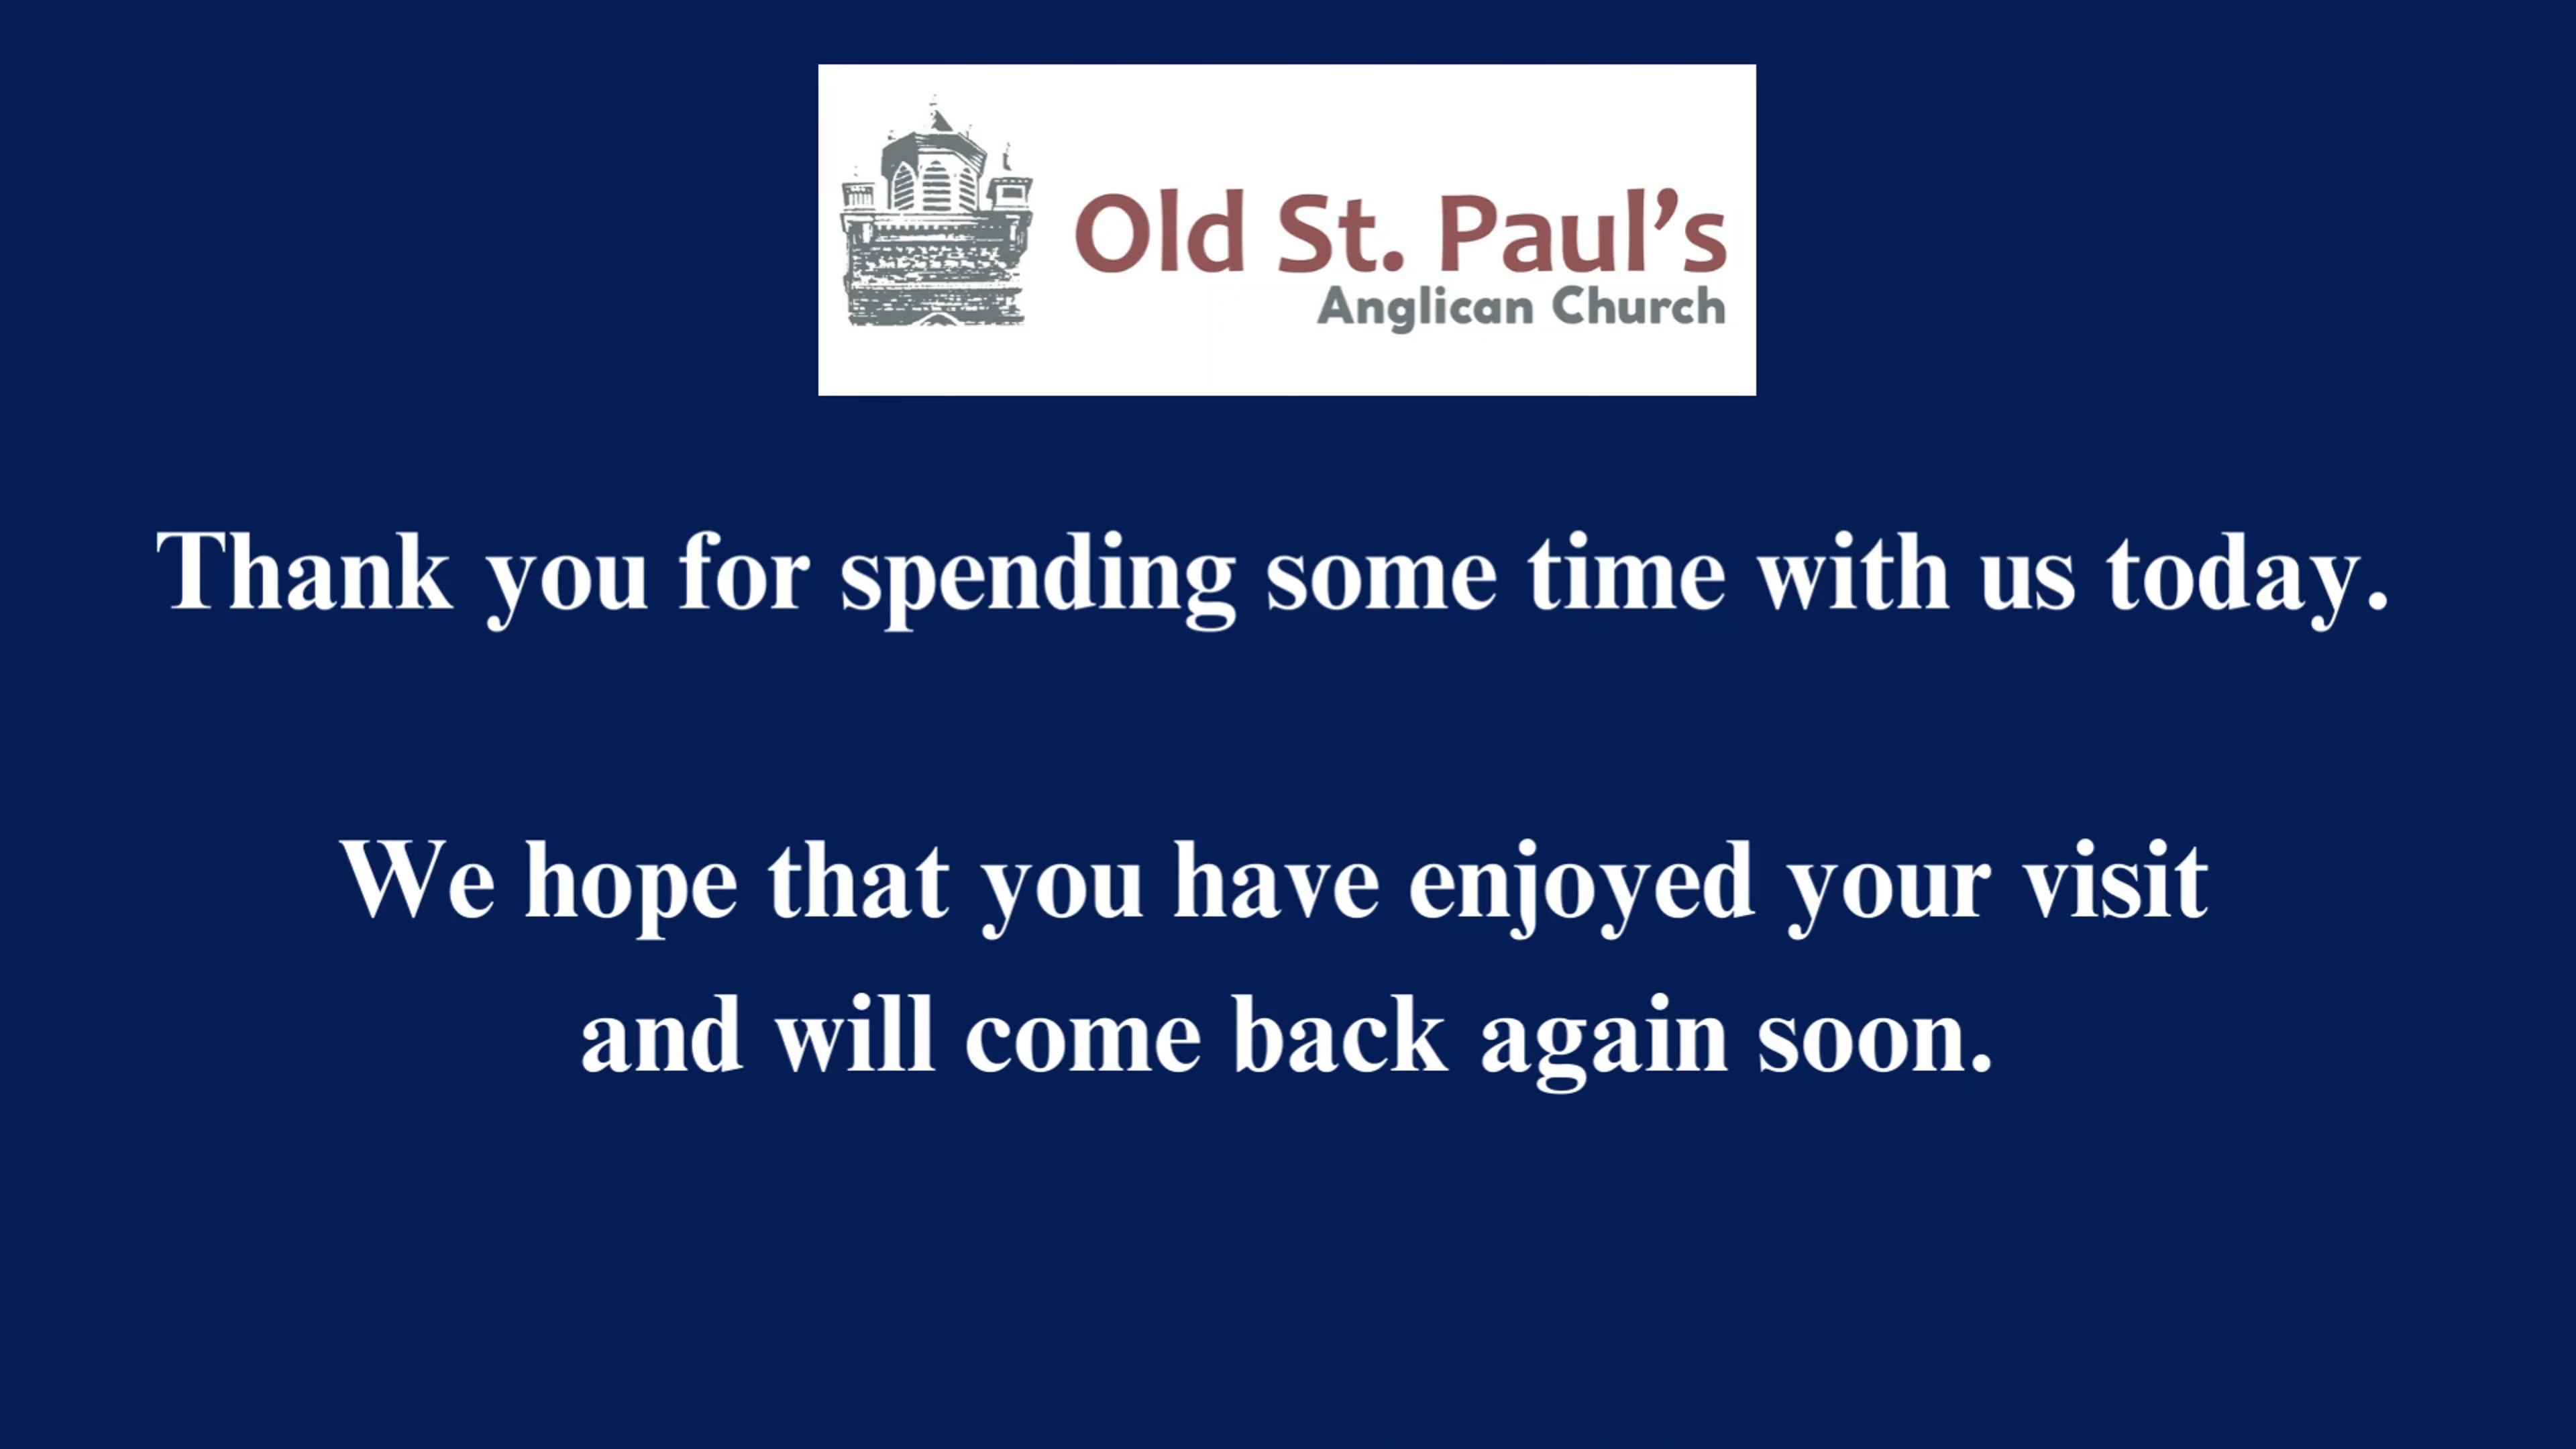 Old St. Paul’s
Anglican Church
Thank you for spending some time with us today.
We hope that you have enjoyed your visit
and will come back again soon.